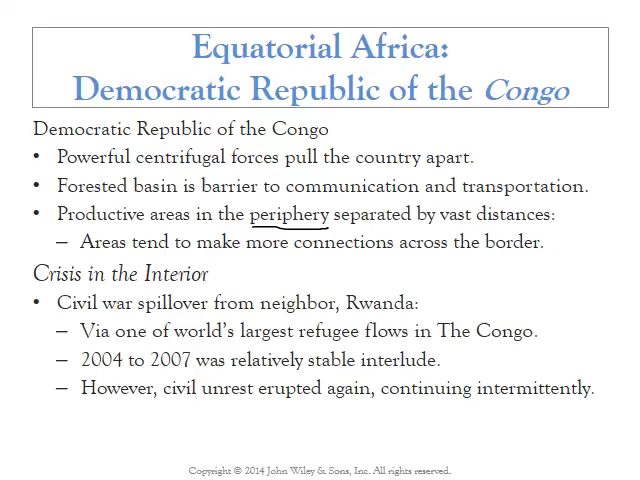 Equatorial Africa:
Democratic Republic of the Congo
Democratic Republic of the Congo
• Powerful centrifugal forces pull the country apart.
• Forested basin is barrier to communication and transportation.
• Productive areas in the periphery separated by vast distances:
– Areas tend to make more connections across the border.
Crisis in the Interior
• Civil war spillover from neighbor, Rwanda:
– Via one of world’s largest refugee flows in The Congo.
– 2004 to 2007 was relatively stable interlude.
– However, civil unrest erupted again, continuing intermittently.
Copyright © 2014 John Wiley & Sons, Inc. All rights reserved.